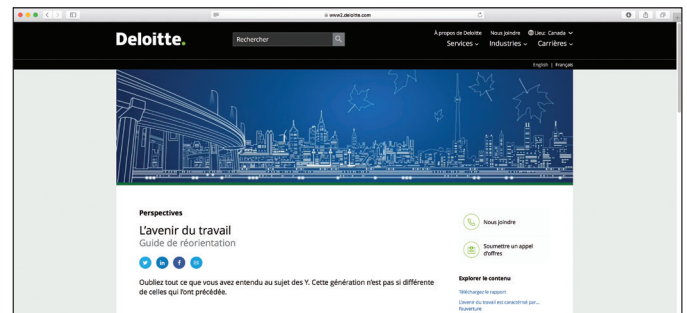 www2.deloitte.com
Deloitte.
Rechercher
À propos de Deloitte Nous joindre Lieu: Canada
Services Industries Carrières
English | Français
Perspectives
L'avenir du travail
Guide de réorientation
Oubliez tout ce que vous avez entendu au sujet des Y. Cette génération n'est pas si différente
de celles qui l'ont précédée.
Nous joindre
Soumettre un appel
d'offres
Explorer le contenu
Téléchargez le rapport
L'avenir du travail est caractérisé par...
l'ouverture